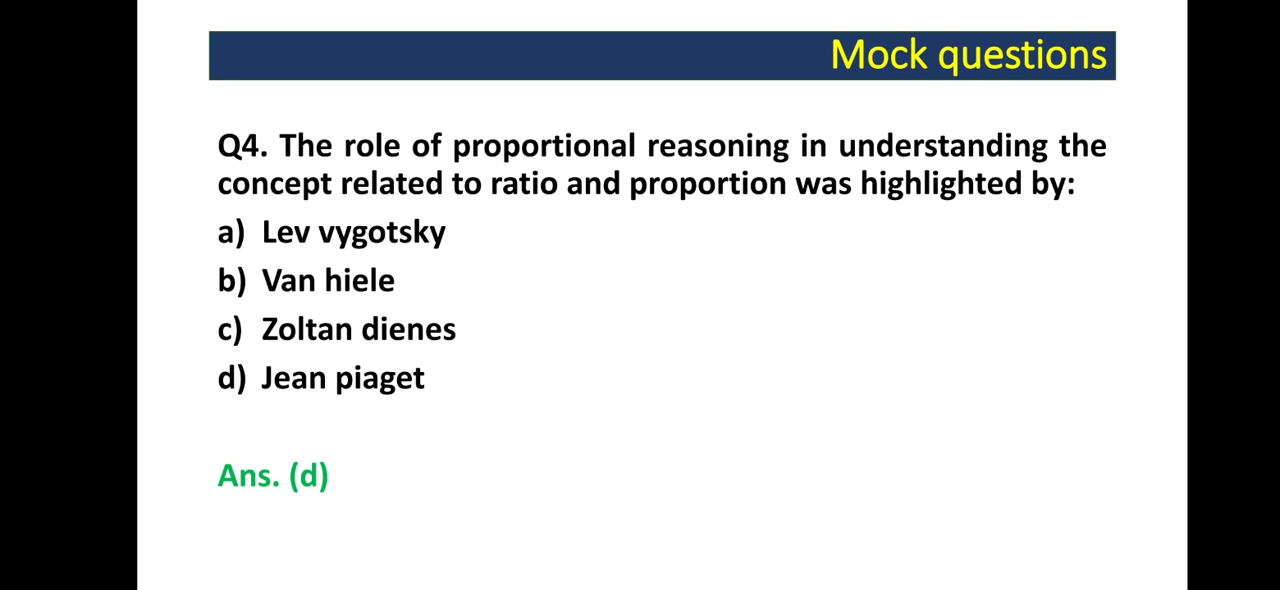 Mock questions
Q4. The role of proportional reasoning in understanding the
concept related to ratio and proportion was highlighted by:
a) Lev vygotsky
b) Van hiele
c) Zoltan dienes
d) Jean piaget
Ans. (d)